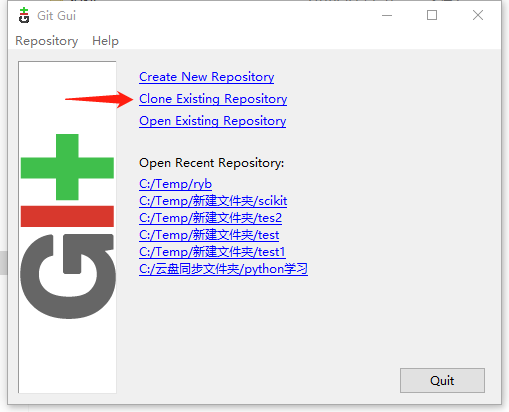 Git Gui
Repository Help
Create New Repository
Clone Existing Repository
Open Existing Repository
Open Recent Repository:
C:/Temp/ryb
C:/Temp/新建文件夹/scikit
C:/Temp/新建文件夹/tes2
C:/Temp/新建文件夹/test
C:/Temp/新建文件夹/test1
C:/云盘同步文件夹/python学习
GIt
Quit